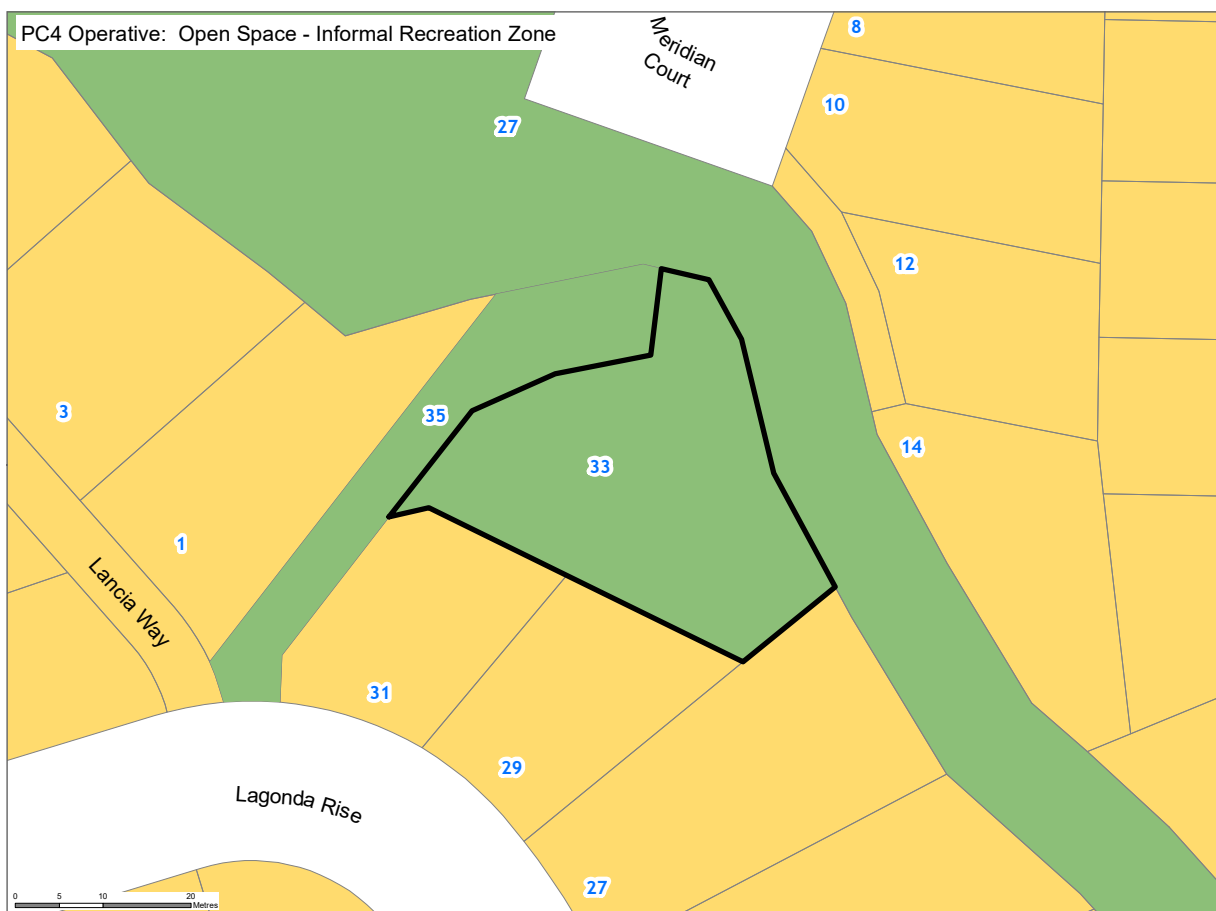 PC4 Operative: Open Space - Informal Recreation Zone
Meridian
Court
8
10
27
12
3
35
14
33
1
Lancia Way
31
29
Lagonda Rise
27
0 5 10 20
Metres